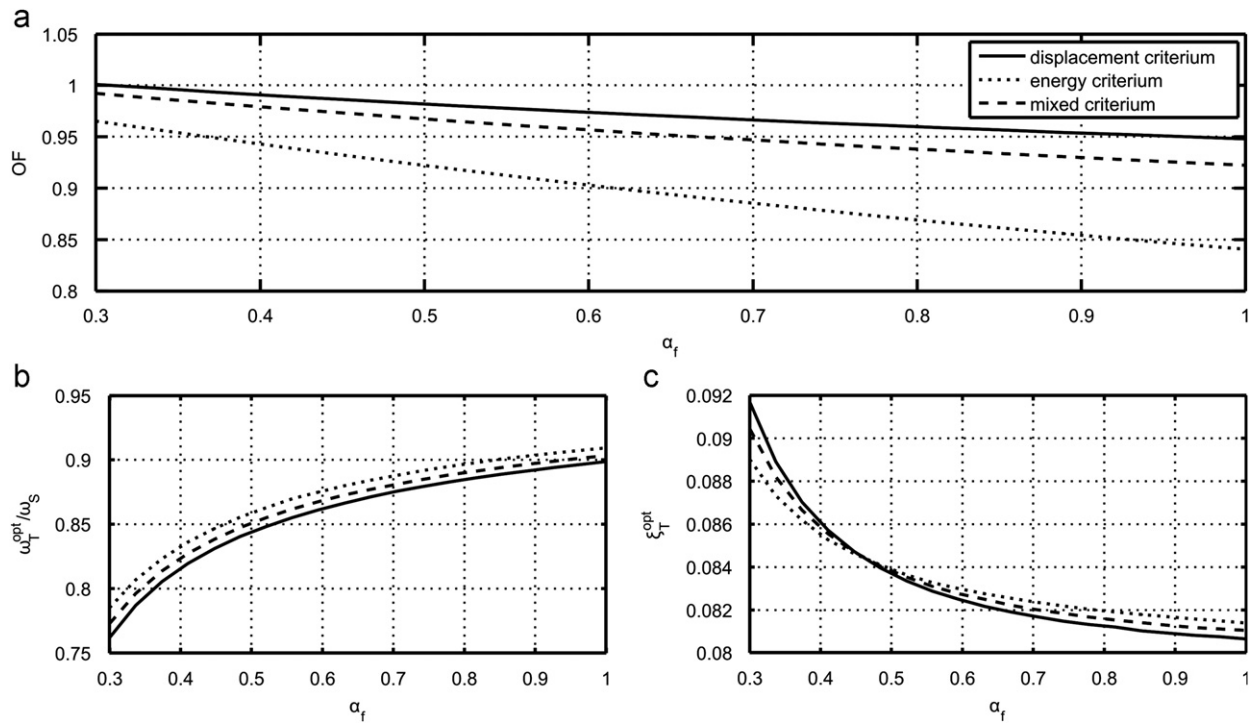 a
1.05
1
0.95
0.9
0.85
0.8
OF
displacement criterium
energy criterium
mixed criterium
0.3 0.4 0.5 0.6 0.7 0.8 0.9 1
α_f
b
0.95
0.9
0.85
0.8
0.75
ω_T^opt/ω_S
0.3 0.4 0.5 0.6 0.7 0.8 0.9 1
α_f
c
0.092
0.09
0.088
0.086
0.084
0.082
0.08
ξ_T^opt
0.3 0.4 0.5 0.6 0.7 0.8 0.9 1
α_f